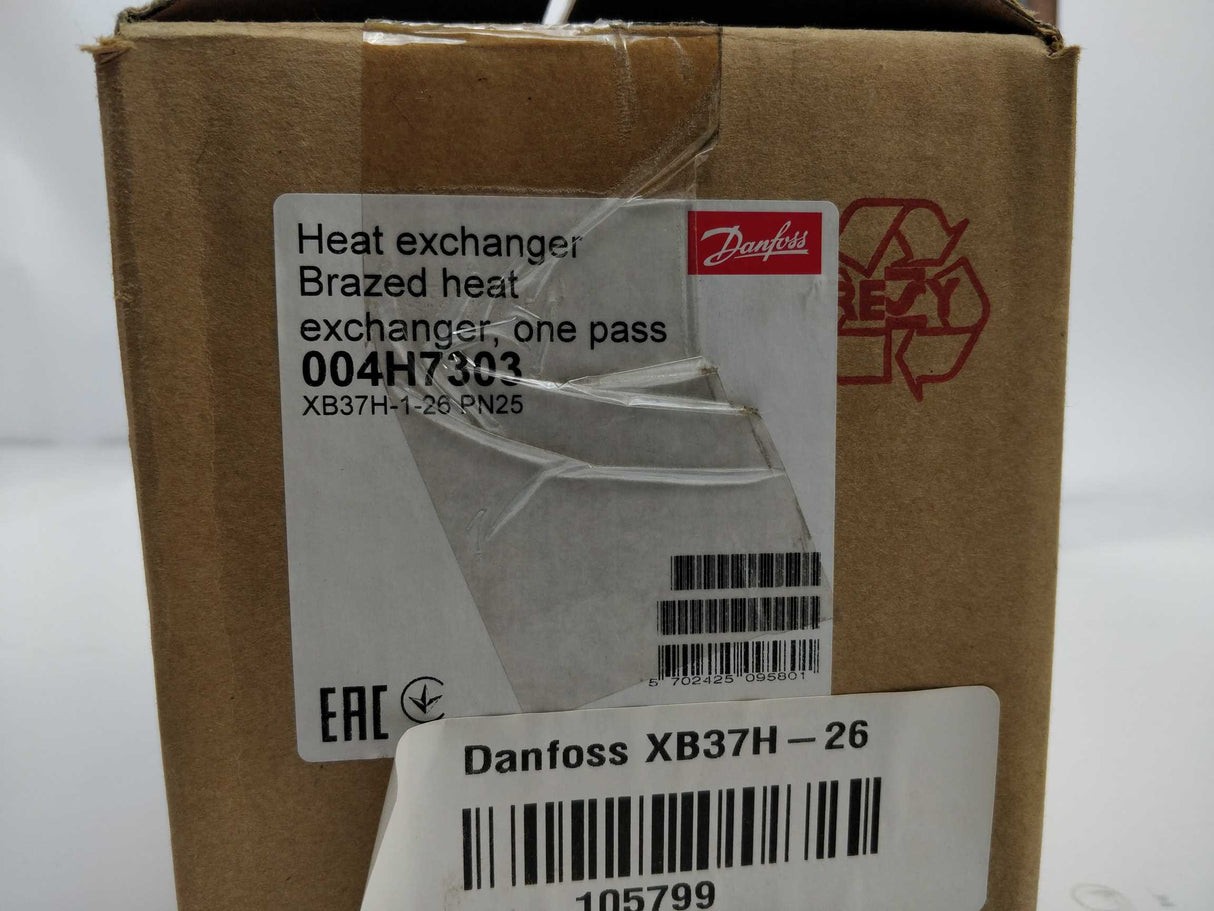 Heat exchanger
Brazed heat
exchanger, one pass
004H7303
XB37H-1-26 PN25
Danfoss
RESY
5 702425 095801
EAC
Danfoss XB37H – 26
105799